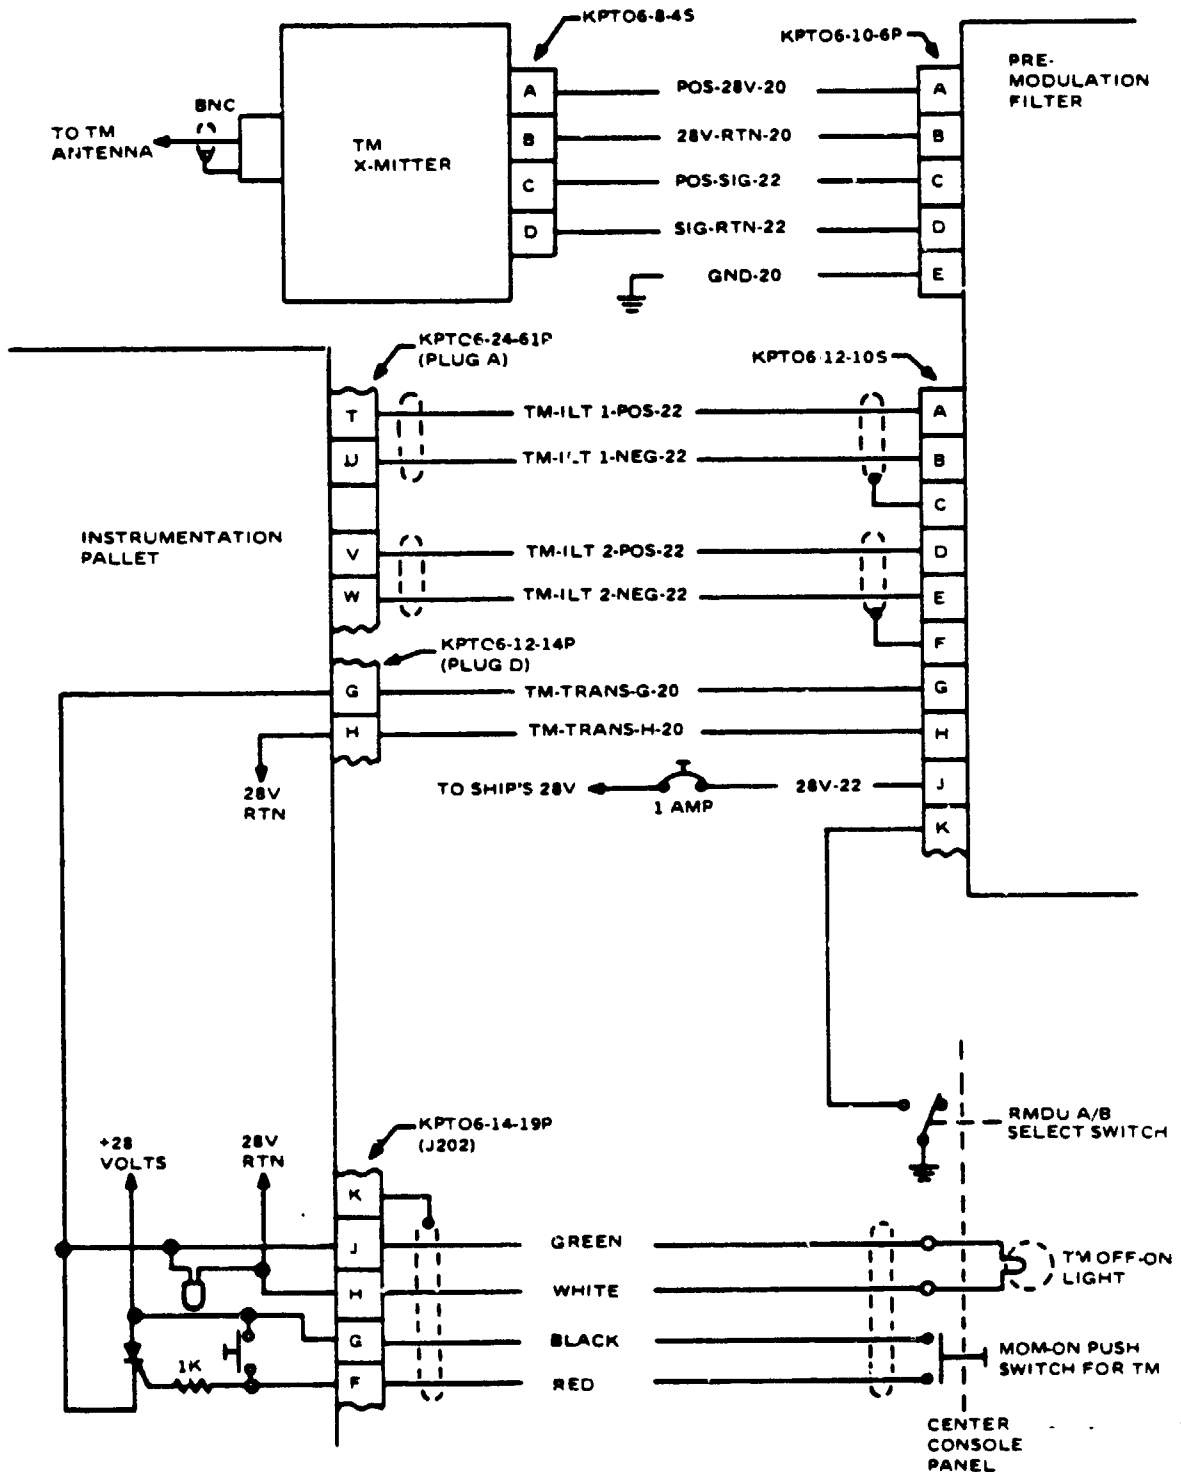 KPTO6-8-4S
KPTO6-10-6P
PRE-
MODULATION
FILTER
BNC
TO TM
ANTENNA
TM
X-MITTER
A
B
C
D
POS-28V-20
28V-RTN-20
POS-SIG-22
SIG-RTN-22
GND-20
A
B
C
D
E
KPTC6-24-61P
(PLUG A)
KPTO6 12-10S
INSTRUMENTATION
PALLET
T
U
V
W
TM-ILT 1-POS-22
TM-ILT 1-NEG-22
TM-ILT 2-POS-22
TM-ILT 2-NEG-22
A
B
C
D
E
F
G
H
J
K
KPTC6-12-14P
(PLUG D)
G
H
TM-TRANS-G-20
TM-TRANS-H-20
28V
RTN
TO SHIP'S 28V
1 AMP
28V-22
RMDU A/B
SELECT SWITCH
KPTO6-14-19P
(J202)
+28
VOLTS
28V
RTN
K
J
H
G
F
1K
GREEN
WHITE
BLACK
RED
TM OFF-ON
LIGHT
MOM-ON PUSH
SWITCH FOR TM
CENTER
CONSOLE
PANEL